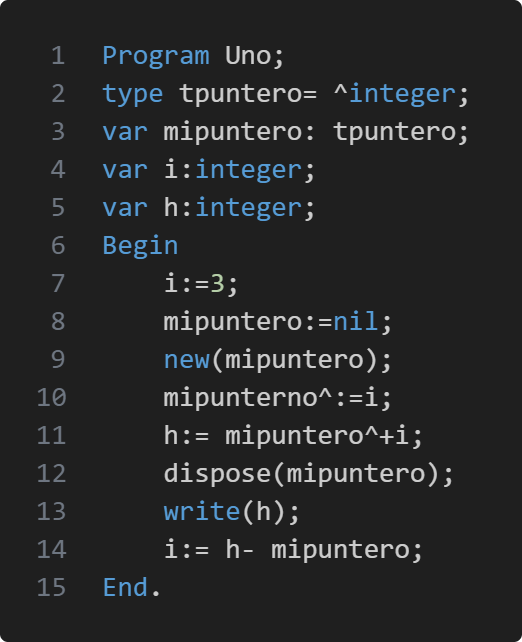 1 Program Uno;
2 type tpuntero= ^integer;
3 var mipuntero: tpuntero;
4 var i:integer;
5 var h:integer;
6 Begin
7 i:=3;
8 mipuntero:=nil;
9 new(mipuntero);
10 mipunterno^:=i;
11 h:= mipuntero^+i;
12 dispose(mipuntero);
13 write(h);
14 i:= h- mipuntero;
15 End.